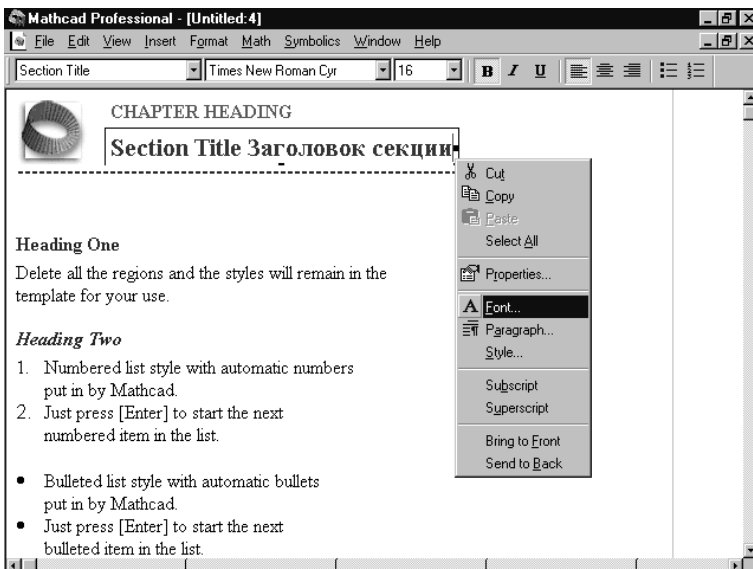 Mathcad Professional - [Untitled:4]
File Edit View Insert Format Math Symbolics Window Help
Section Title Times New Roman Cyr 16 B I U
CHAPTER HEADING
Section Title Заголовок секции
Cut
Copy
Paste
Select All
Properties...
Font...
Paragraph...
Style...
Subscript
Superscript
Bring to Front
Send to Back
Heading One
Delete all the regions and the styles will remain in the
template for your use.
Heading Two
1. Numbered list style with automatic numbers
put in by Mathcad.
2. Just press [Enter] to start the next
numbered item in the list.
• Bulleted list style with automatic bullets
put in by Mathcad.
• Just press [Enter] to start the next
bulleted item in the list.